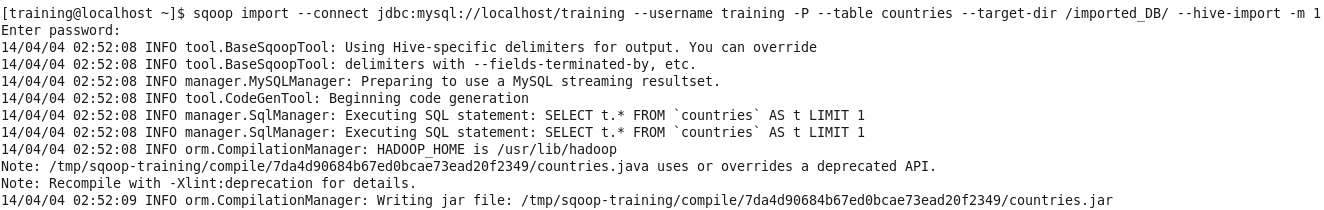 [training@localhost ~]$ sqoop import --connect jdbc:mysql://localhost/training --username training -P --table countries --target-dir /imported_DB/ --hive-import -m 1
Enter password:
14/04/04 02:52:08 INFO tool.BaseSqoopTool: Using Hive-specific delimiters for output. You can override
14/04/04 02:52:08 INFO tool.BaseSqoopTool: delimiters with --fields-terminated-by, etc.
14/04/04 02:52:08 INFO manager.MySQLManager: Preparing to use a MySQL streaming resultset.
14/04/04 02:52:08 INFO tool.CodeGenTool: Beginning code generation
14/04/04 02:52:08 INFO manager.SqlManager: Executing SQL statement: SELECT t.* FROM `countries` AS t LIMIT 1
14/04/04 02:52:08 INFO manager.SqlManager: Executing SQL statement: SELECT t.* FROM `countries` AS t LIMIT 1
14/04/04 02:52:08 INFO orm.CompilationManager: HADOOP_HOME is /usr/lib/hadoop
Note: /tmp/sqoop-training/compile/7da4d90684b67ed0bcae73ead20f2349/countries.java uses or overrides a deprecated API.
Note: Recompile with -Xlint:deprecation for details.
14/04/04 02:52:09 INFO orm.CompilationManager: Writing jar file: /tmp/sqoop-training/compile/7da4d90684b67ed0bcae73ead20f2349/countries.jar